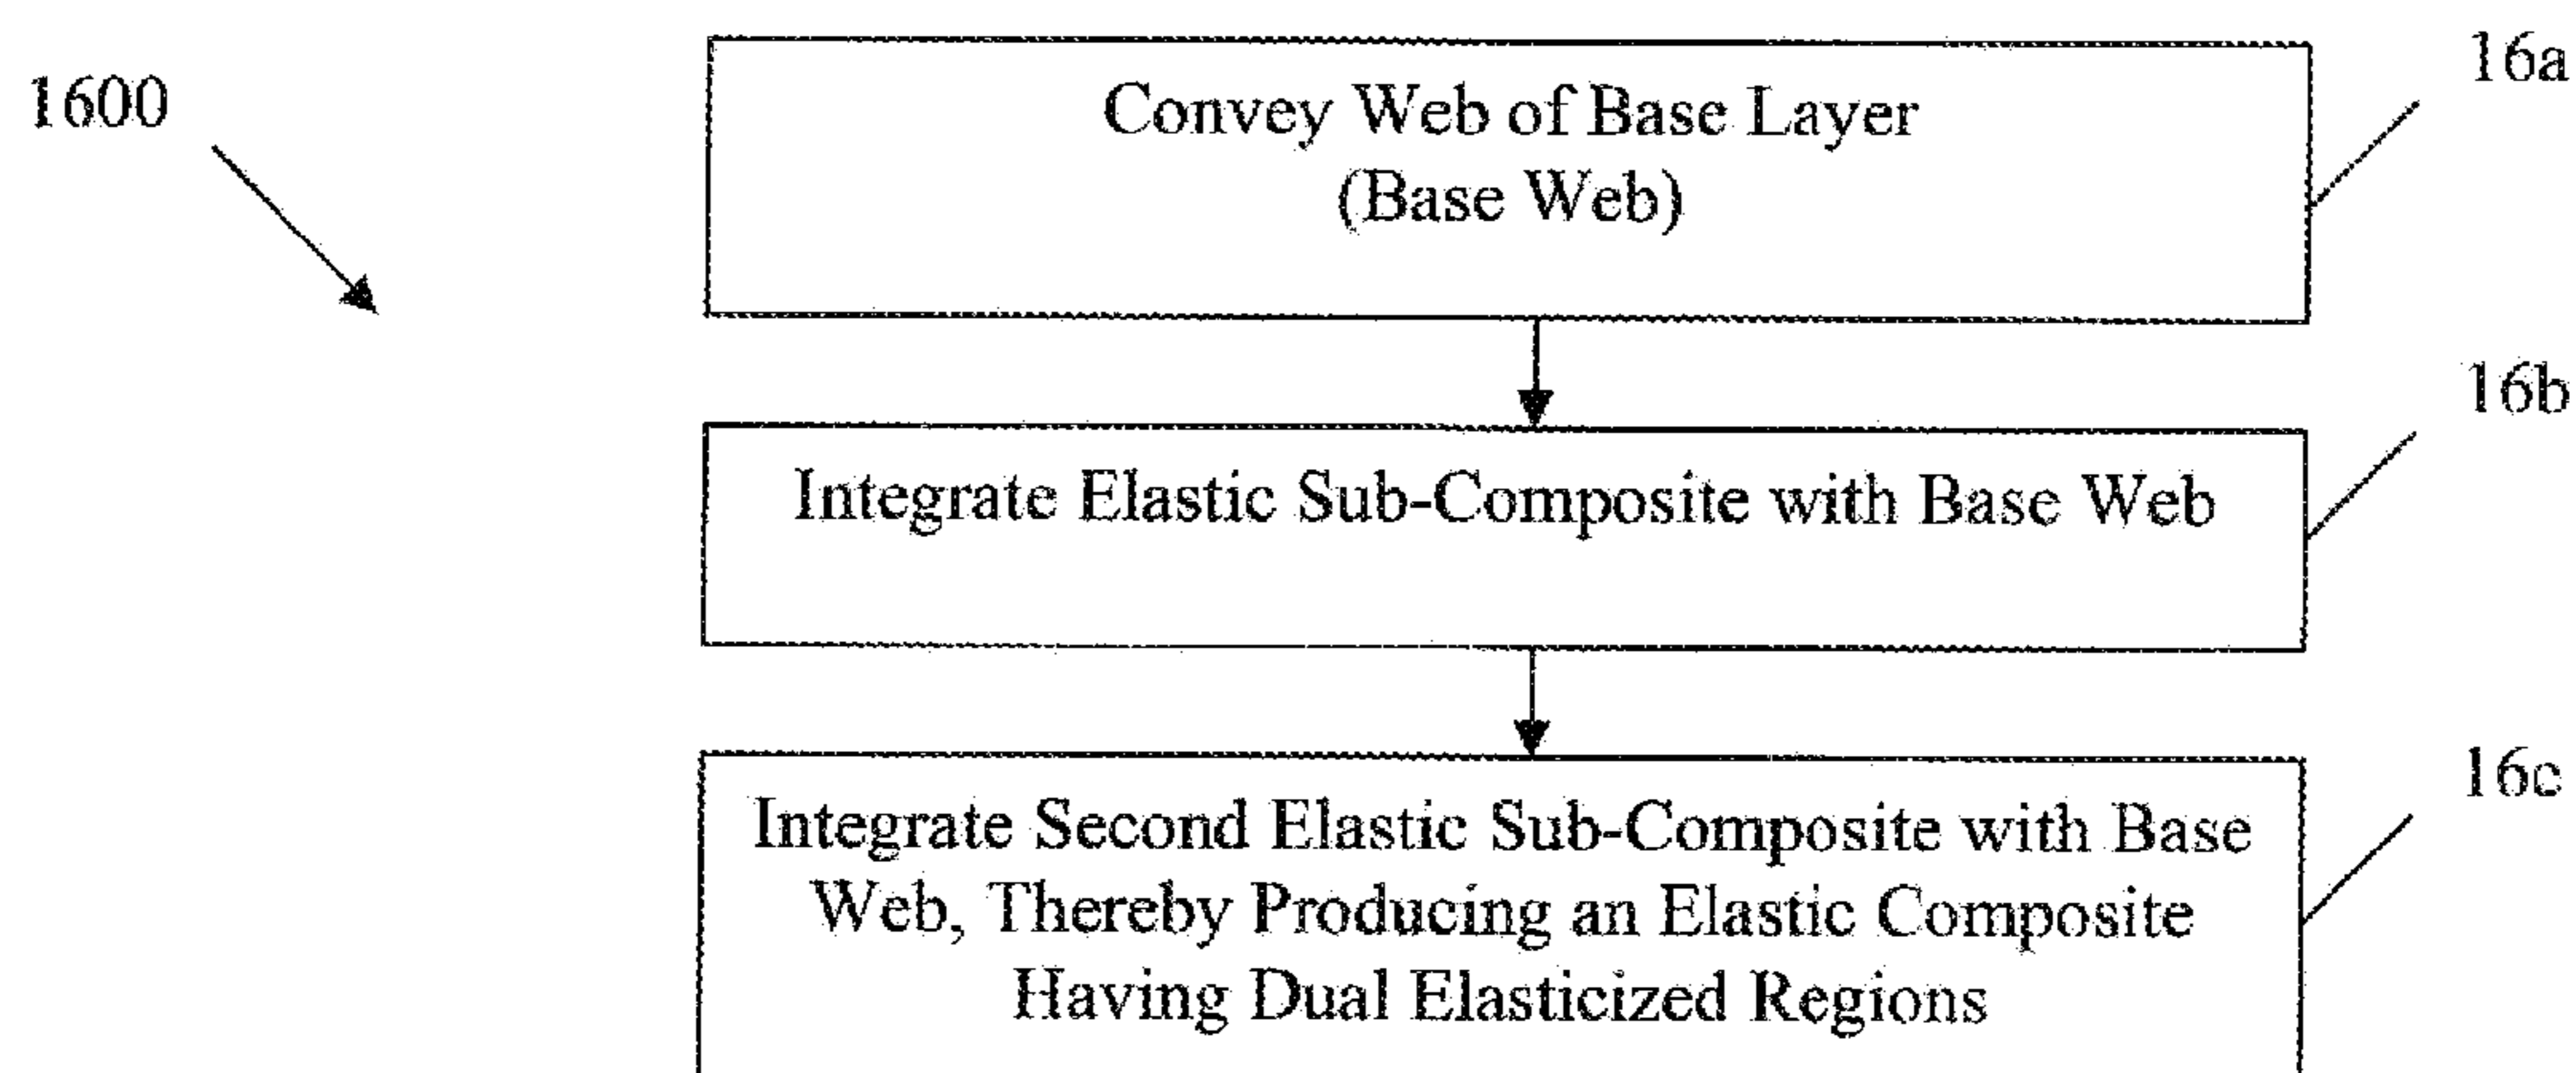 1600
16a
Convey Web of Base Layer
(Base Web)
16b
Integrate Elastic Sub-Composite with Base Web
16c
Integrate Second Elastic Sub-Composite with Base
Web, Thereby Producing an Elastic Composite
Having Dual Elasticized Regions